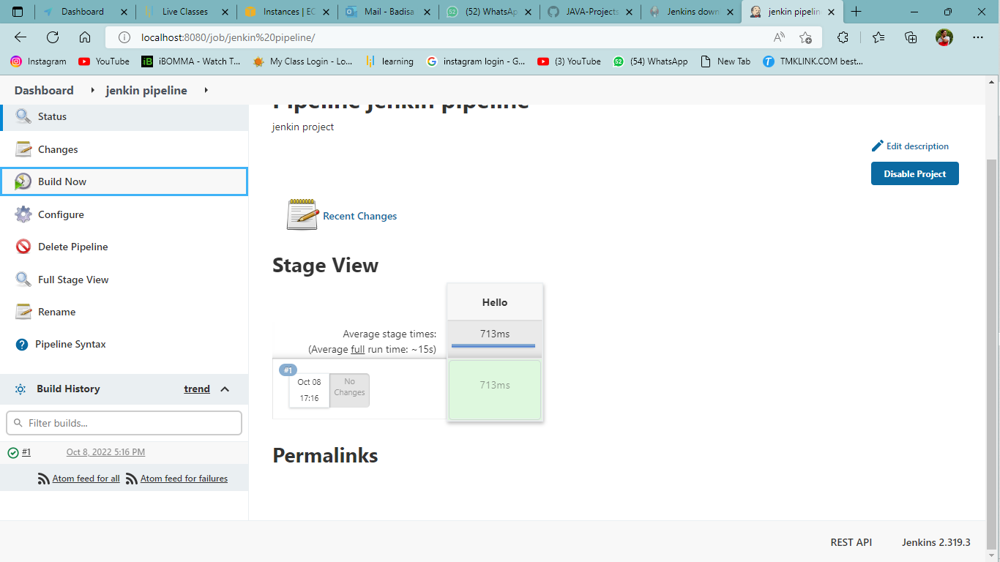 Dashboard
Live Classes
Instances | EC
Mail - Badisa
(52) WhatsAp
JAVA-Projects
Jenkins down
jenkin pipelin
localhost:8080/job/jenkin%20pipeline/
Instagram
YouTube
iBOMMA - Watch T...
My Class Login - Lo...
learning
instagram login - G...
(3) YouTube
(54) WhatsApp
New Tab
TMKLINK.COM best...
Dashboard
jenkin pipeline
Status
Changes
Build Now
Configure
Delete Pipeline
Full Stage View
Rename
Pipeline Syntax
Build History
trend
Filter builds...
#1
Oct 8, 2022 5:16 PM
Atom feed for all
Atom feed for failures
Pipeline jenkin pipeline
jenkin project
Edit description
Disable Project
Recent Changes
Stage View
Hello
Average stage times:
713ms
(Average full run time: ~15s)
#1
Oct 08
17:16
No
Changes
713ms
Permalinks
REST API
Jenkins 2.319.3